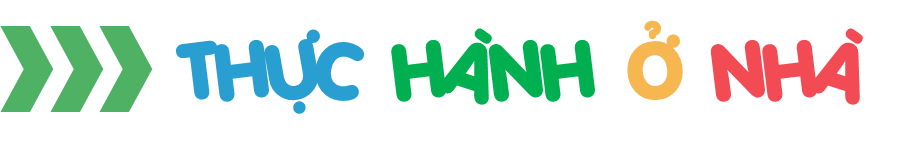 THỰC HÀNH Ở NHÀ